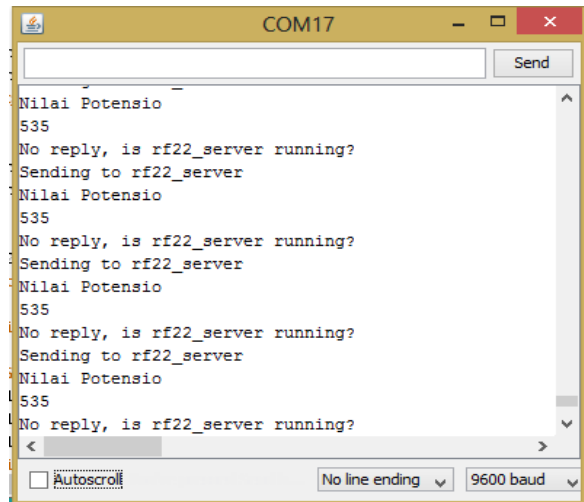 COM17
Send
Nilai Potensio
535
No reply, is rf22_server running?
Sending to rf22_server
Nilai Potensio
535
No reply, is rf22_server running?
Sending to rf22_server
Nilai Potensio
535
No reply, is rf22_server running?
Sending to rf22_server
Nilai Potensio
535
No reply, is rf22_server running?
Autoscroll
No line ending
9600 baud